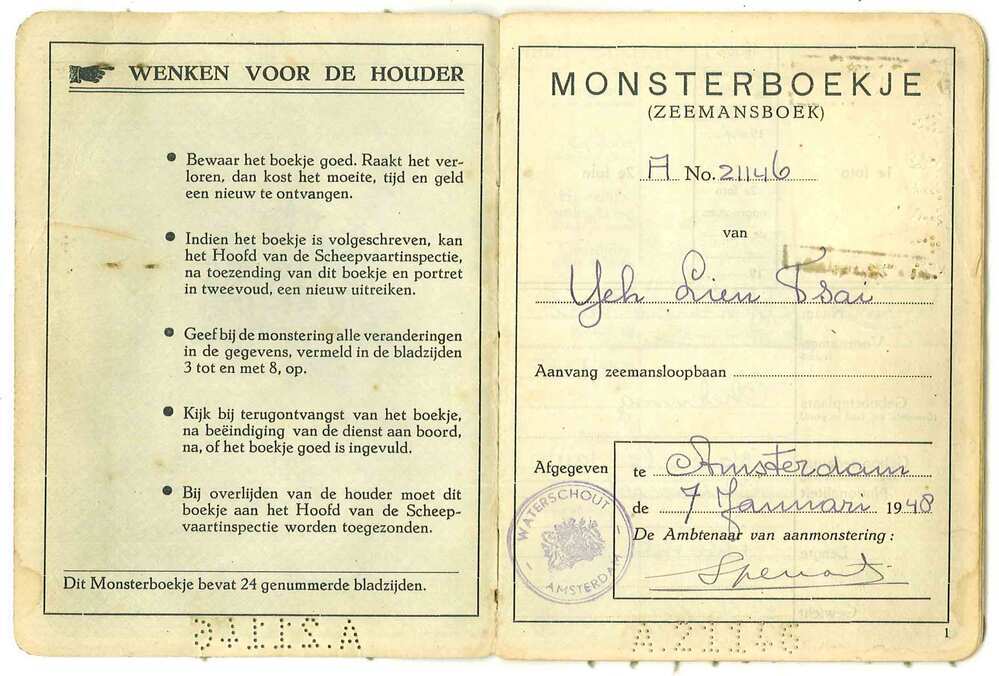 WENKEN VOOR DE HOUDER
● Bewaar het boekje goed. Raakt het ver-
loren, dan kost het moeite, tijd en geld
een nieuw te ontvangen.
● Indien het boekje is volgeschreven, kan
het Hoofd van de Scheepvaartinspectie,
na toezending van dit boekje en portret
in tweevoud, een nieuw uitreiken.
● Geef bij de monstering alle veranderingen
in de gegevens, vermeld in de bladzijden
3 tot en met 8, op.
● Kijk bij terugontvangst van het boekje,
na beëindiging van de dienst aan boord,
na, of het boekje goed is ingevuld.
● Bij overlijden van de houder moet dit
boekje aan het Hoofd van de Scheep-
vaartinspectie worden toegezonden.
Dit Monsterboekje bevat 24 genummerde bladzijden.
MONSTERBOEKJE
(ZEEMANSBOEK)
A No. 21146
van
Yeh Lien Tsai
Aanvang zeemansloopbaan
Afgegeven te Amsterdam
de 7 Januari 1948
De Ambtenaar van aanmonstering:
WATERSCHOUT
AMSTERDAM
1
A.21146